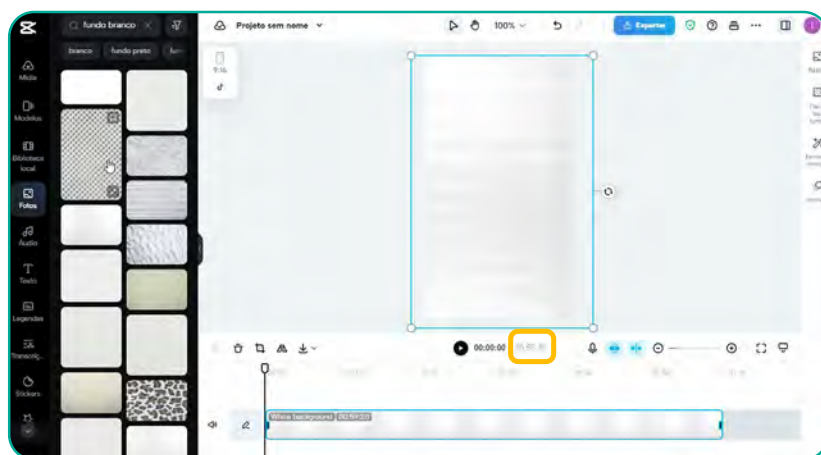 fundo branco
branco
fundo preto
Mídia
Modelos
Biblioteca local
Fotos
Áudio
Texto
Legendas
Transcriç...
Stickers
Projeto sem nome
100%
Exportar
9:16
00:00:00
White background